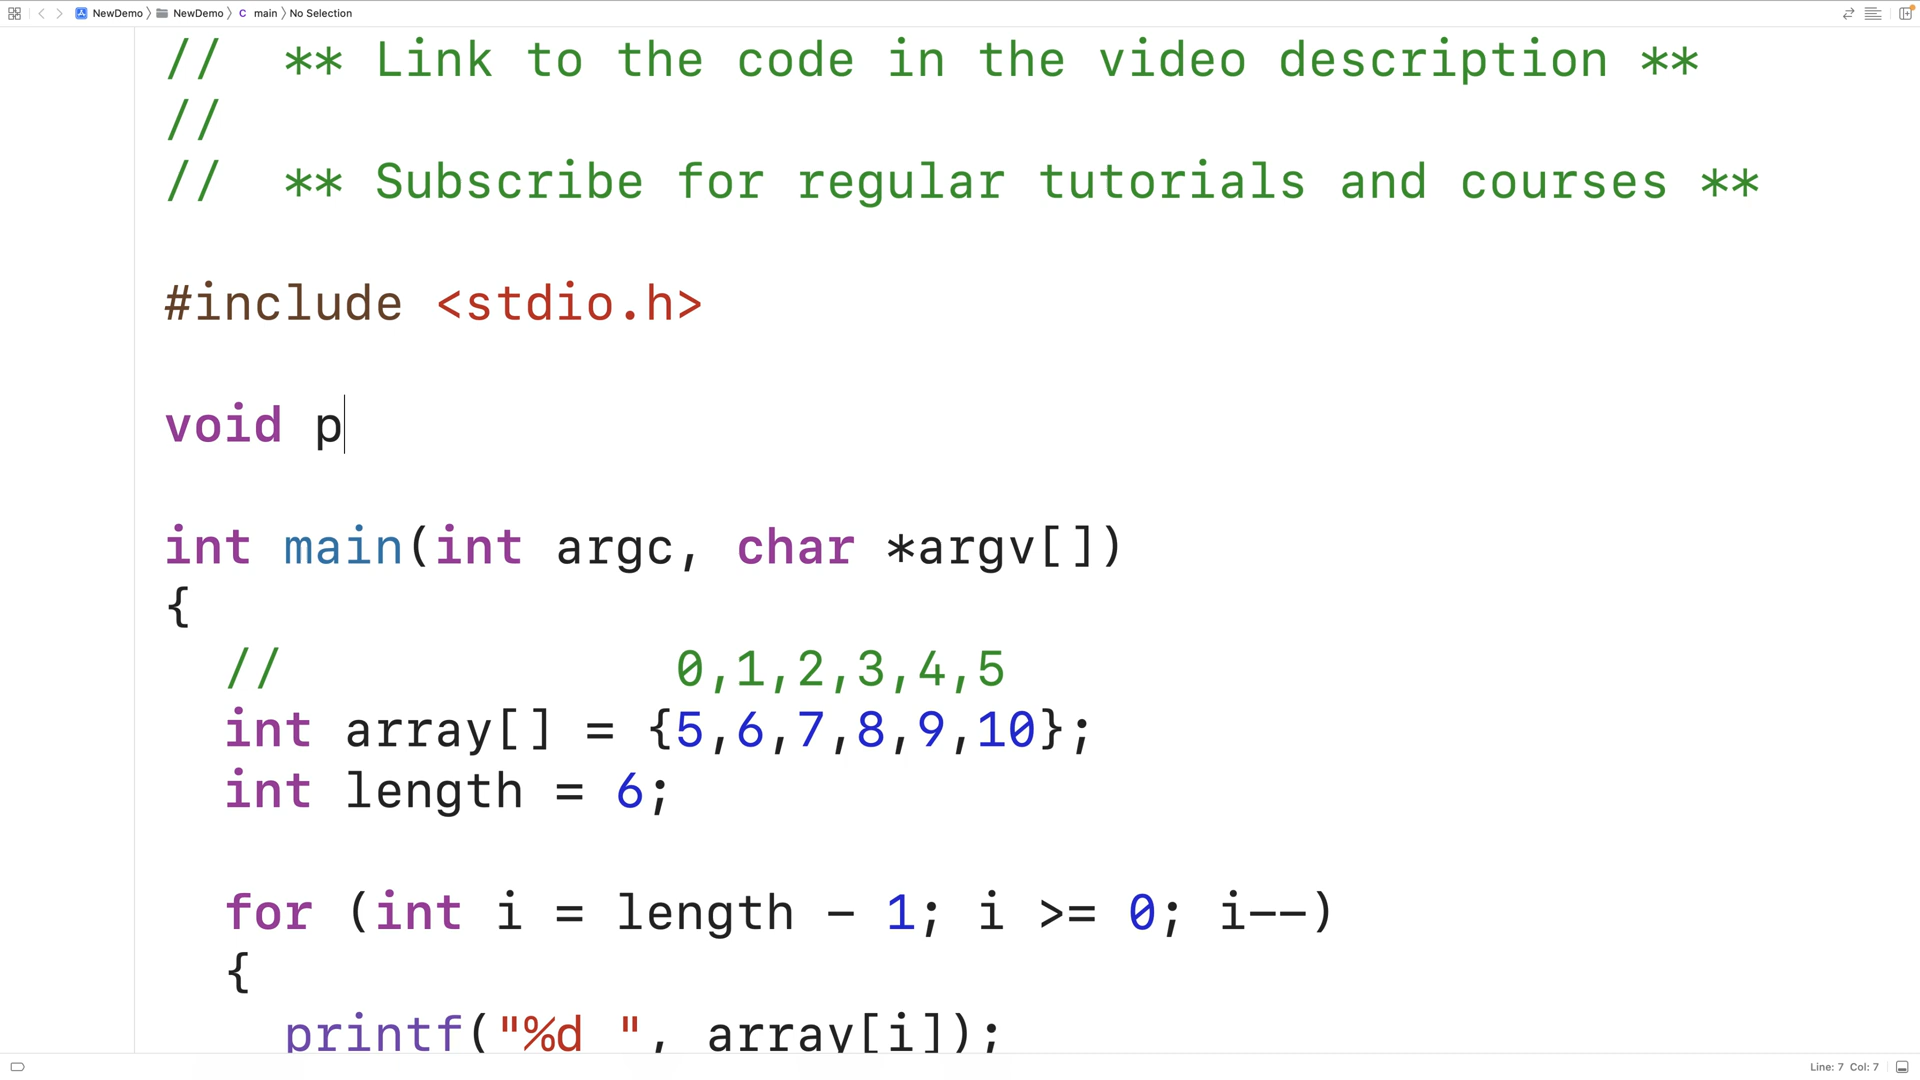 NewDemo NewDemo C main No Selection
//  ** Link to the code in the video description **
//
//  ** Subscribe for regular tutorials and courses **
#include <stdio.h>
void p
int main(int argc, char *argv[])
{
  //             0,1,2,3,4,5
  int array[] = {5,6,7,8,9,10};
  int length = 6;
  for (int i = length - 1; i >= 0; i--)
  {
    printf("%d ", array[i]);
Line: 7 Col: 7